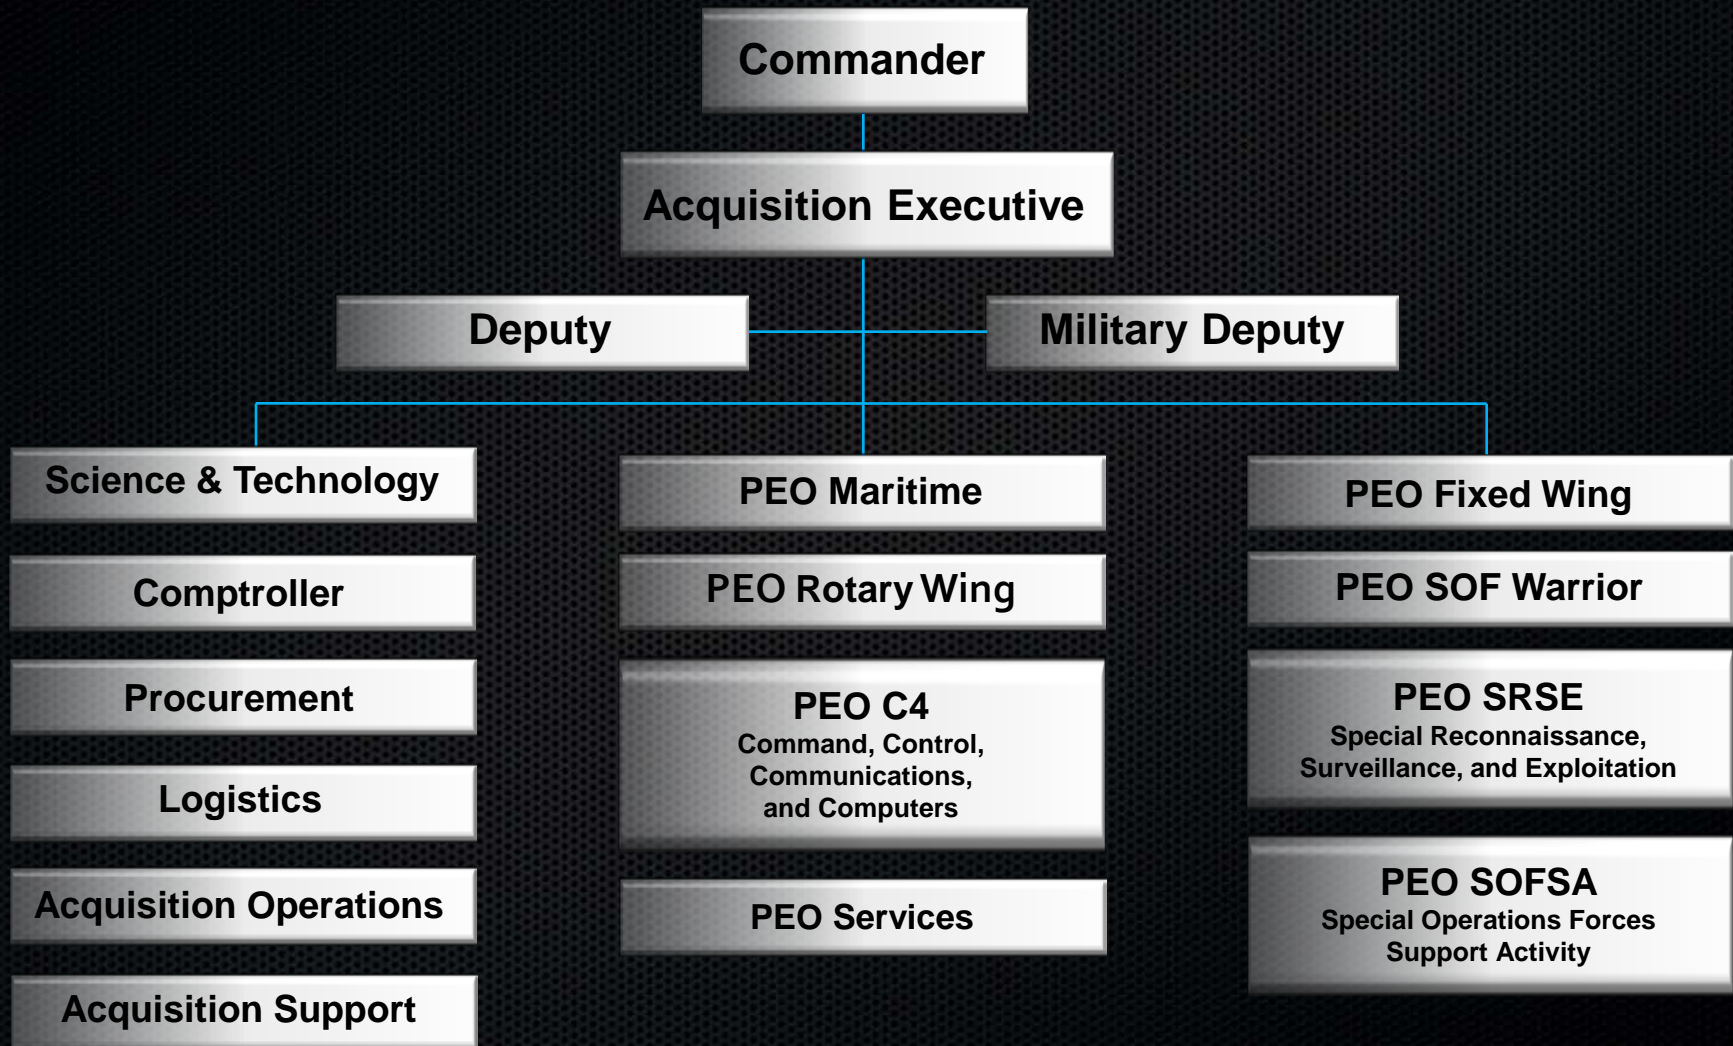 Commander
Acquisition Executive
Deputy
Military Deputy
Science & Technology
Comptroller
Procurement
Logistics
Acquisition Operations
Acquisition Support
PEO Maritime
PEO Rotary Wing
PEO C4
Command, Control,
Communications,
and Computers
PEO Services
PEO Fixed Wing
PEO SOF Warrior
PEO SRSE
Special Reconnaissance,
Surveillance, and Exploitation
PEO SOFSA
Special Operations Forces
Support Activity